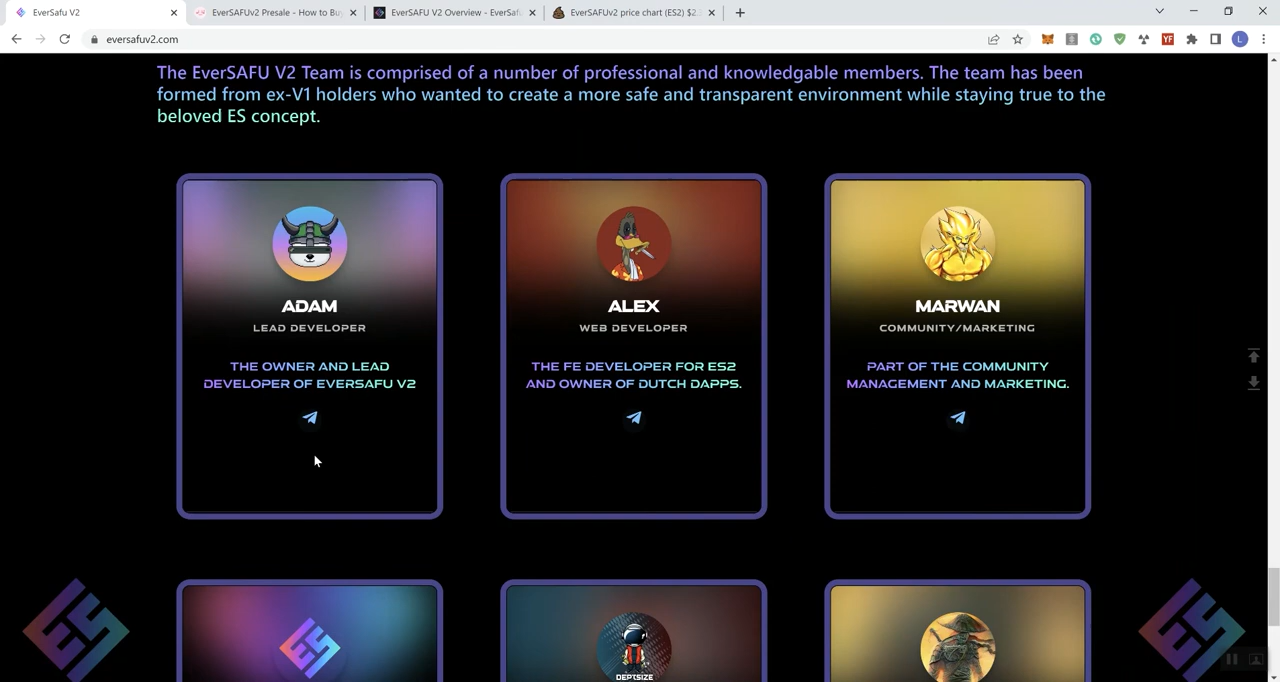 EverSafu V2
EverSAFUv2 Presale - How to Buy
EverSAFU V2 Overview - EverSafu
EverSAFUv2 price chart (ES2) $2.
eversafuv2.com
YF
L
The EverSAFU V2 Team is comprised of a number of professional and knowledgable members. The team has been
formed from ex-V1 holders who wanted to create a more safe and transparent environment while staying true to the
beloved ES concept.
ADAM
LEAD DEVELOPER
THE OWNER AND LEAD
DEVELOPER OF EVERSAFU V2
ALEX
WEB DEVELOPER
THE FE DEVELOPER FOR ES2
AND OWNER OF DUTCH DAPPS.
MARWAN
COMMUNITY/MARKETING
PART OF THE COMMUNITY
MANAGEMENT AND MARKETING.
DEPTSIZE